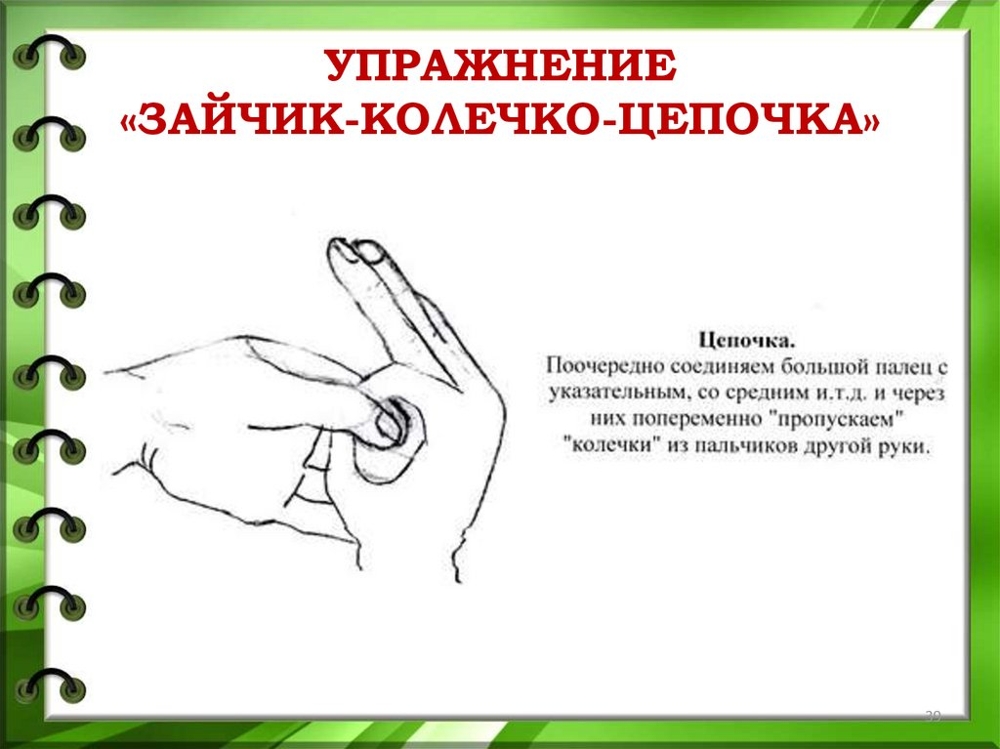 УПРАЖНЕНИЕ
«ЗАЙЧИК-КОЛЕЧКО-ЦЕПОЧКА»
Цепочка.
Поочередно соединяем большой палец с
указательным, со средним и.т.д. и через
них попеременно "пропускаем"
"колечки" из пальчиков другой руки.
39